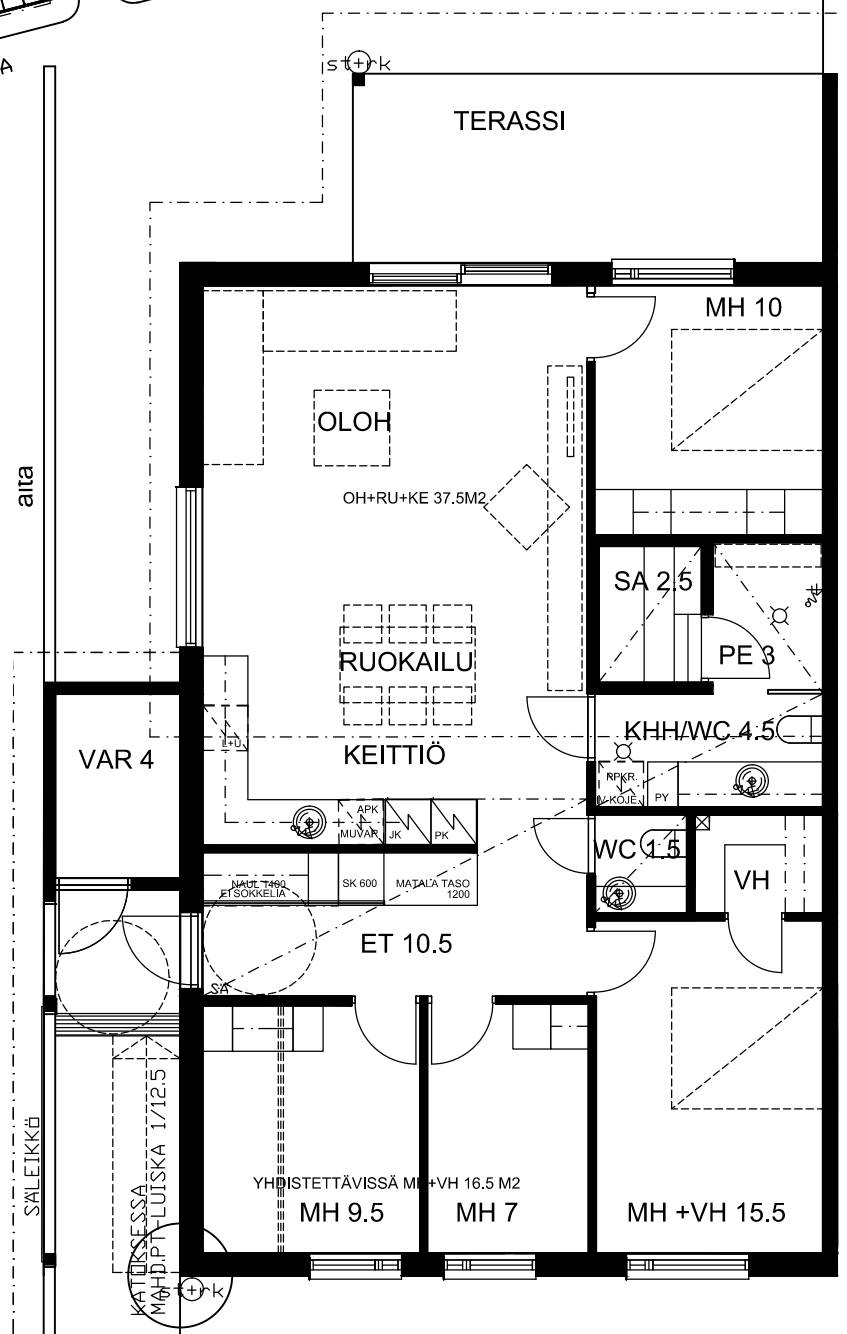 A
st+rk
TERASSI
MH 10
OLOH
aita
OH+RU+KE 37.5M2
SA 2.5
PE 3
RUOKAILU
KHH/WC 4.5
L+U
KEITTIÖ
VAR 4
RPKR.
IV-KOJE
PY
APK
MUVAP
JK
PK
WC 1.5
VH
NAUL 1400
EI SOKKELIA
SK 600
MATALA TASO
1200
ET 10.5
SA
SÄLEIKKÖ
KATOKSESSA
MAHD.PT-LUISKA 1/12.5
YHDISTETTÄVISSÄ MH+VH 16.5 M2
MH 9.5
MH 7
MH +VH 15.5
st+rk